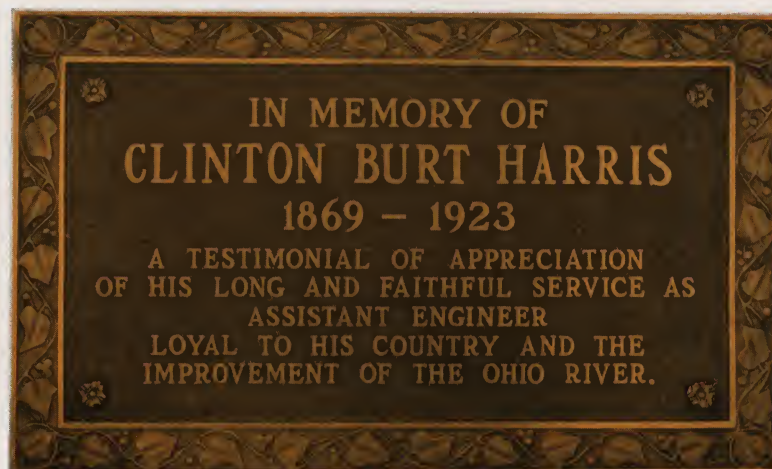 IN MEMORY OF
CLINTON BURT HARRIS
1869 — 1923
A TESTIMONIAL OF APPRECIATION
OF HIS LONG AND FAITHFUL SERVICE AS
ASSISTANT ENGINEER
LOYAL TO HIS COUNTRY AND THE
IMPROVEMENT OF THE OHIO RIVER.